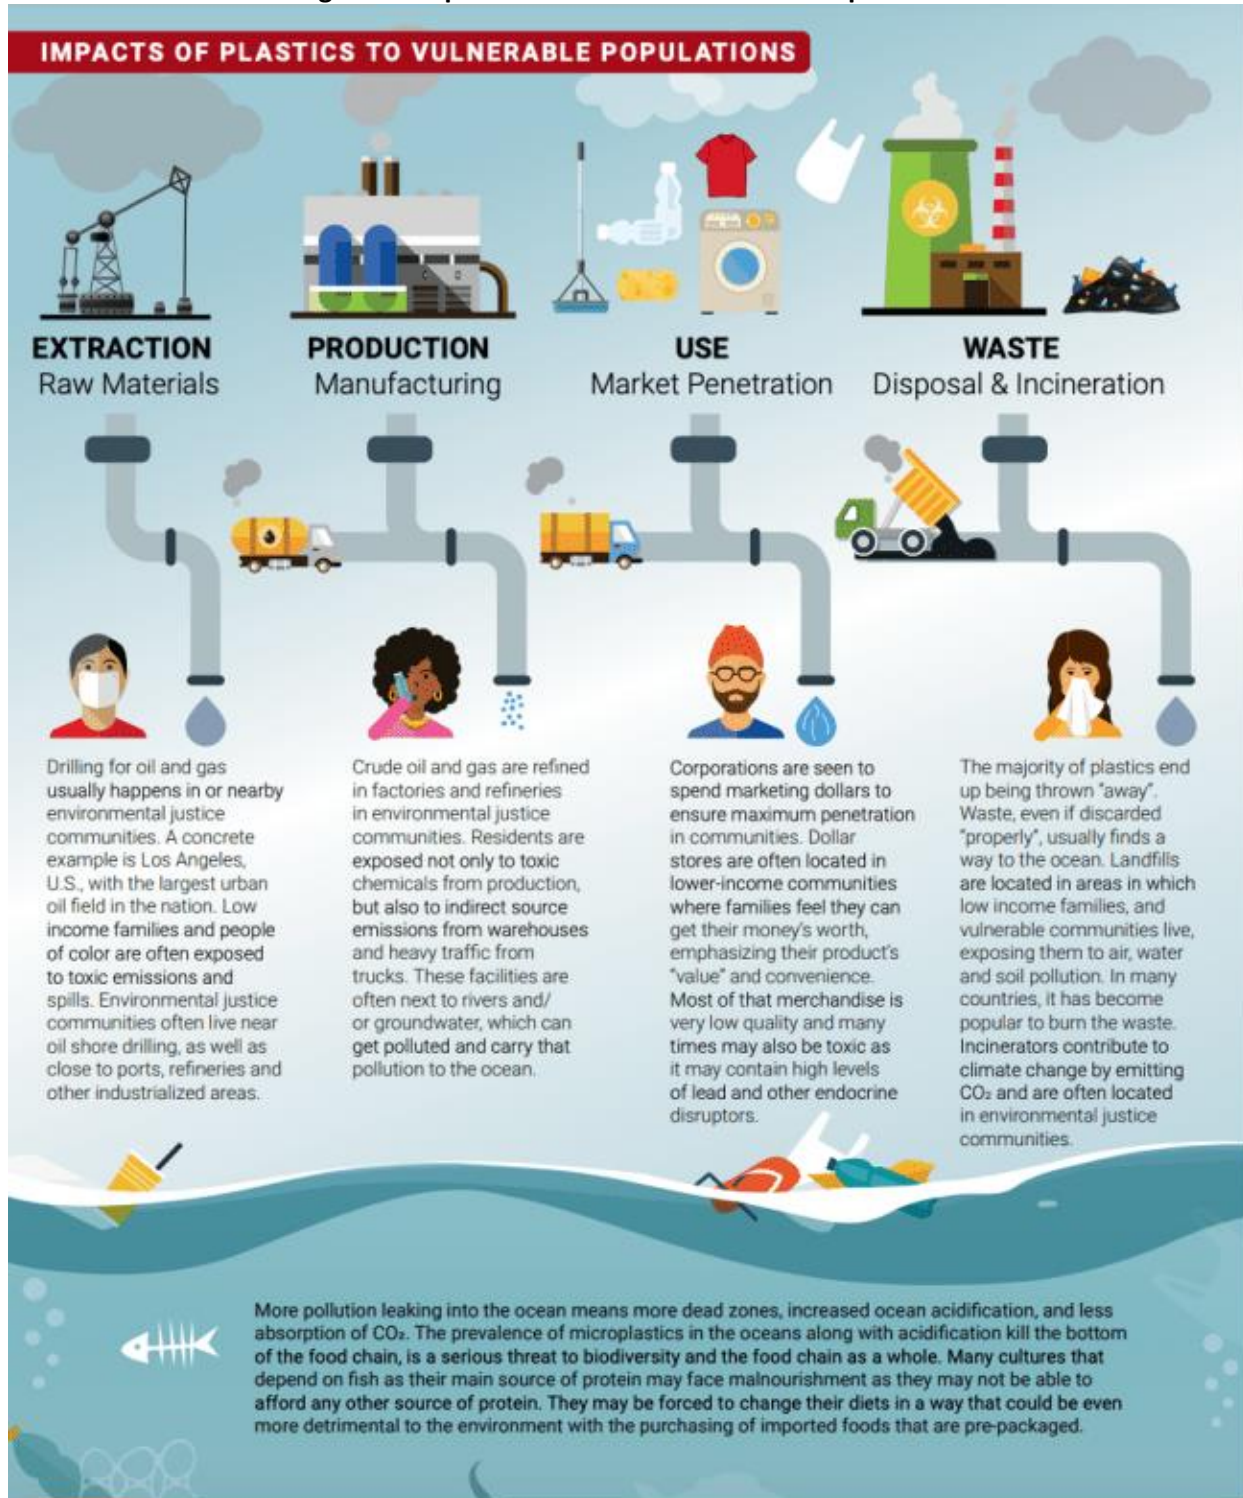 IMPACTS OF PLASTICS TO VULNERABLE POPULATIONS
EXTRACTION
Raw Materials
PRODUCTION
Manufacturing
USE
Market Penetration
WASTE
Disposal & Incineration
Drilling for oil and gas
usually happens in or nearby
environmental justice
communities. A concrete
example is Los Angeles,
U.S., with the largest urban
oil field in the nation. Low
income families and people
of color are often exposed
to toxic emissions and
spills. Environmental justice
communities often live near
oil shore drilling, as well as
close to ports, refineries and
other industrialized areas.
Crude oil and gas are refined
in factories and refineries
in environmental justice
communities. Residents are
exposed not only to toxic
chemicals from production,
but also to indirect source
emissions from warehouses
and heavy traffic from
trucks. These facilities are
often next to rivers and/
or groundwater, which can
get polluted and carry that
pollution to the ocean.
Corporations are seen to
spend marketing dollars to
ensure maximum penetration
in communities. Dollar
stores are often located in
lower-income communities
where families feel they can
get their money's worth,
emphasizing their product's
"value" and convenience.
Most of that merchandise is
very low quality and many
times may also be toxic as
it may contain high levels
of lead and other endocrine
disruptors.
The majority of plastics end
up being thrown "away".
Waste, even if discarded
"properly", usually finds a
way to the ocean. Landfills
are located in areas in which
low income families, and
vulnerable communities live,
exposing them to air, water
and soil pollution. In many
countries, it has become
popular to burn the waste.
Incinerators contribute to
climate change by emitting
CO₂ and are often located
in environmental justice
communities.
More pollution leaking into the ocean means more dead zones, increased ocean acidification, and less
absorption of CO₂. The prevalence of microplastics in the oceans along with acidification kill the bottom
of the food chain, is a serious threat to biodiversity and the food chain as a whole. Many cultures that
depend on fish as their main source of protein may face malnourishment as they may not be able to
afford any other source of protein. They may be forced to change their diets in a way that could be even
more detrimental to the environment with the purchasing of imported foods that are pre-packaged.